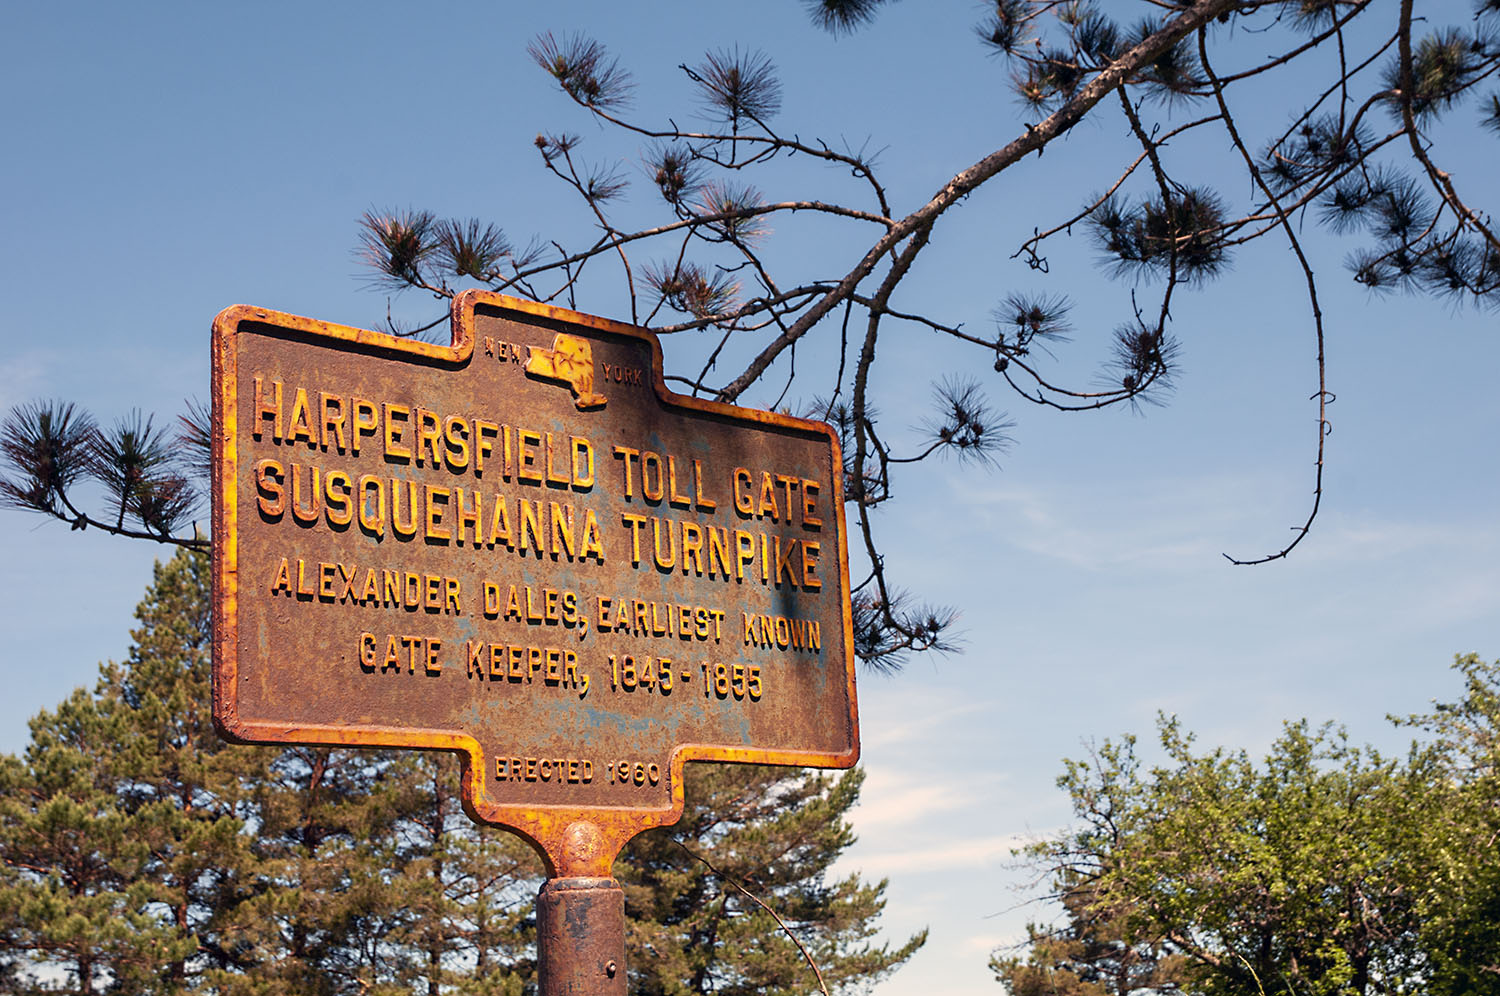 NEW YORK
HARPERSFIELD TOLL GATE
SUSQUEHANNA TURNPIKE
ALEXANDER DALES, EARLIEST KNOWN
GATE KEEPER, 1845-1855
ERECTED 1960